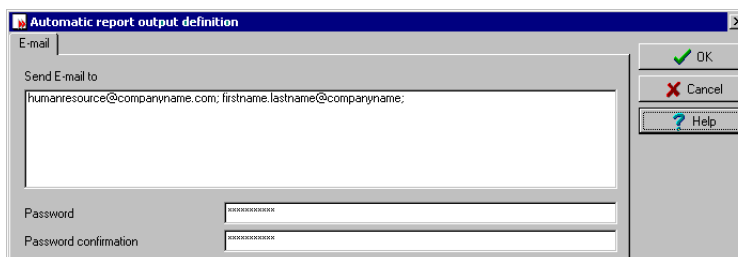 Automatic report output definition
E-mail
OK
Send E-mail to
Cancel
humanresource@companyname.com; firstname.lastname@companyname;
? Help
Password ***********
Password confirmation ***********